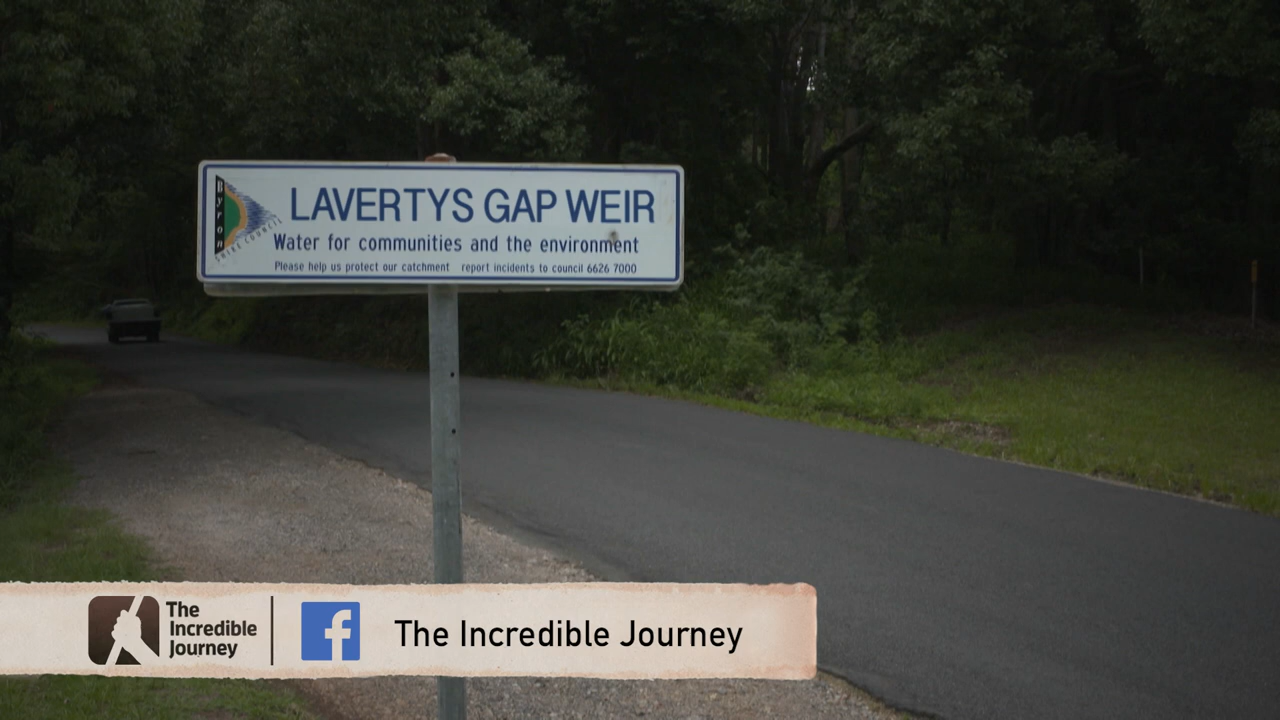 Byron
SHIRE COUNCIL
LAVERTYS GAP WEIR
Water for communities and the environment
Please help us protect our catchment report incidents to council 6626 7000
The
Incredible
Journey
The Incredible Journey